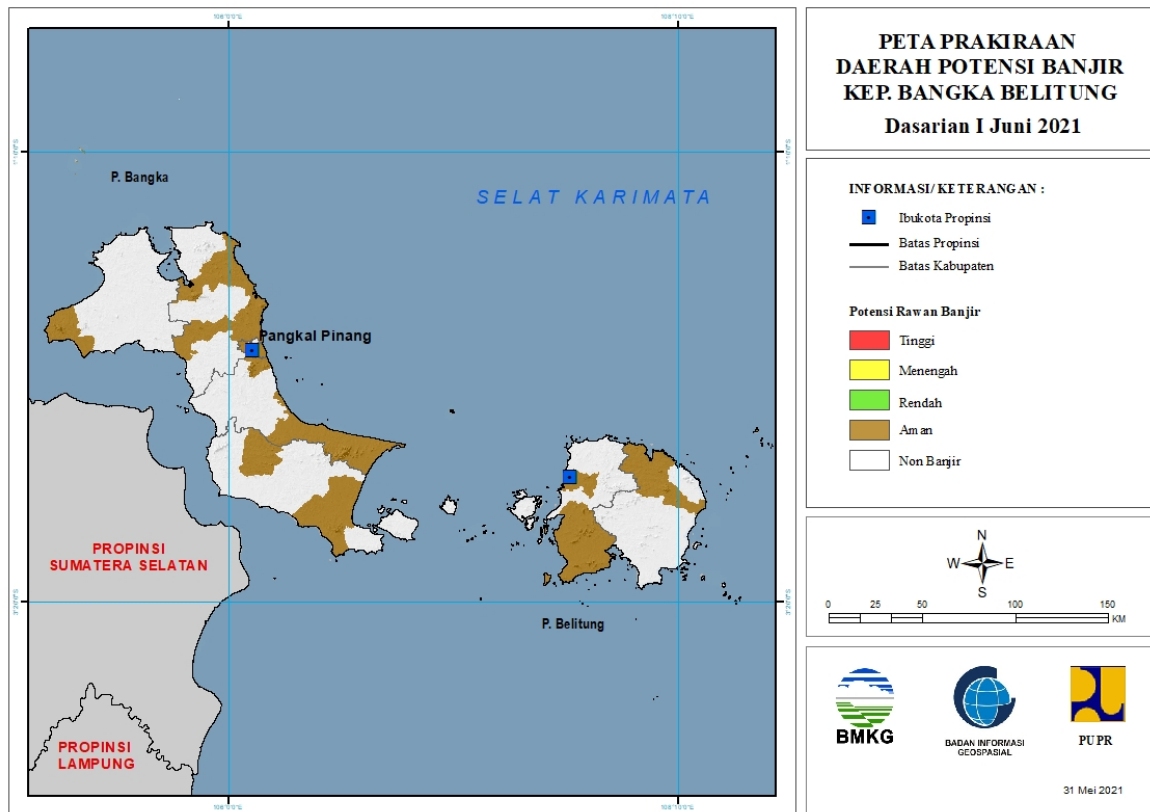 PETA PRAKIRAAN
DAERAH POTENSI BANJIR
KEP. BANGKA BELITUNG
Dasarian I Juni 2021
INFORMASI/ KETERANGAN :
Ibukota Propinsi
Batas Propinsi
Batas Kabupaten
Potensi Rawan Banjir
Tinggi
Menengah
Rendah
Aman
Non Banjir
N
W E
S
0 25 50 100 150
KM
BMKG
BADAN INFORMASI
GEOSPASIAL
PUPR
31 Mei 2021
P. Bangka
SELAT KARIMATA
Pangkal Pinang
PROPINSI
SUMATERA SELATAN
P. Belitung
PROPINSI
LAMPUNG